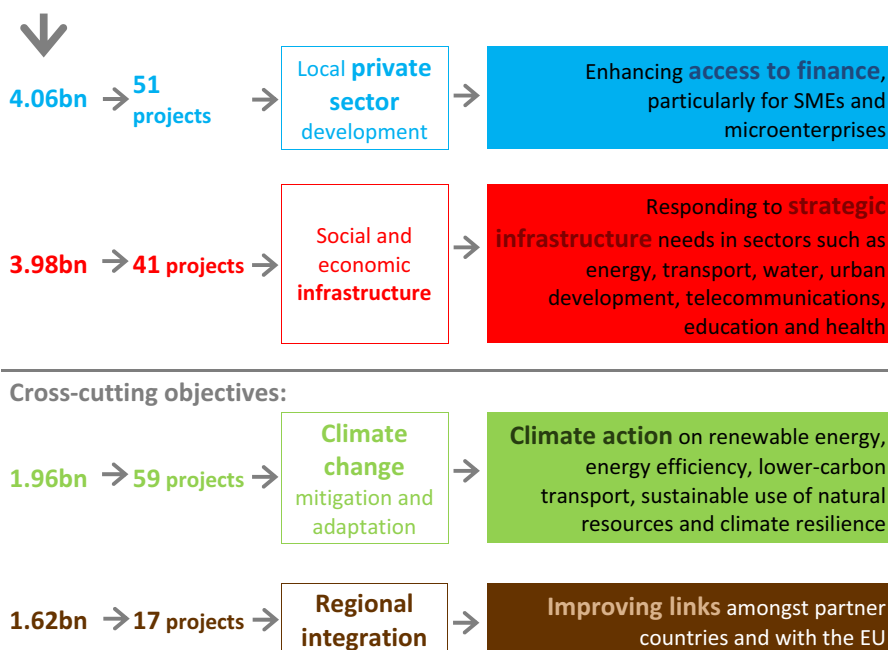 4.06bn
51
projects
Local private
sector
development
Enhancing access to finance,
particularly for SMEs and
microenterprises
3.98bn
41 projects
Social and
economic
infrastructure
Responding to strategic
infrastructure needs in sectors such as
energy, transport, water, urban
development, telecommunications,
education and health
Cross-cutting objectives:
1.96bn
59 projects
Climate
change
mitigation and
adaptation
Climate action on renewable energy,
energy efficiency, lower-carbon
transport, sustainable use of natural
resources and climate resilience
1.62bn
17 projects
Regional
integration
Improving links amongst partner
countries and with the EU